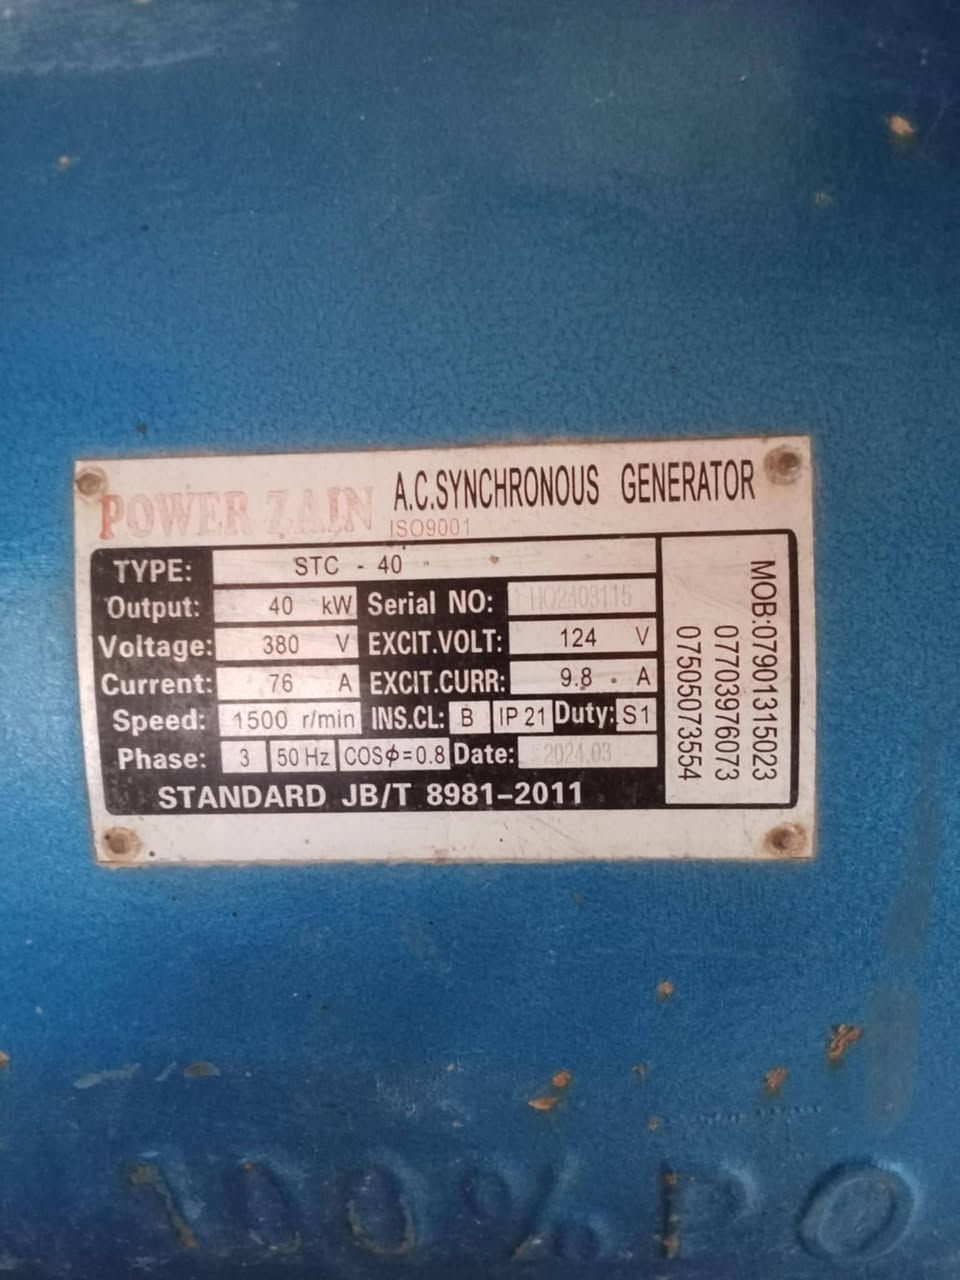 POWER ZAIN A.C.SYNCHRONOUS GENERATOR
ISO9001
TYPE: STC - 40
Output: 40 kW Serial NO: HO2403115
Voltage: 380 V EXCIT.VOLT: 124 V
Current: 76 A EXCIT.CURR: 9.8 A
Speed: 1500 r/min INS.CL: B IP 21 Duty: S1
Phase: 3 50 Hz COSϕ=0.8 Date: 2024.03
STANDARD JB/T 8981-2011
MOB:07901315023
07703976073
07505073554
100% PO